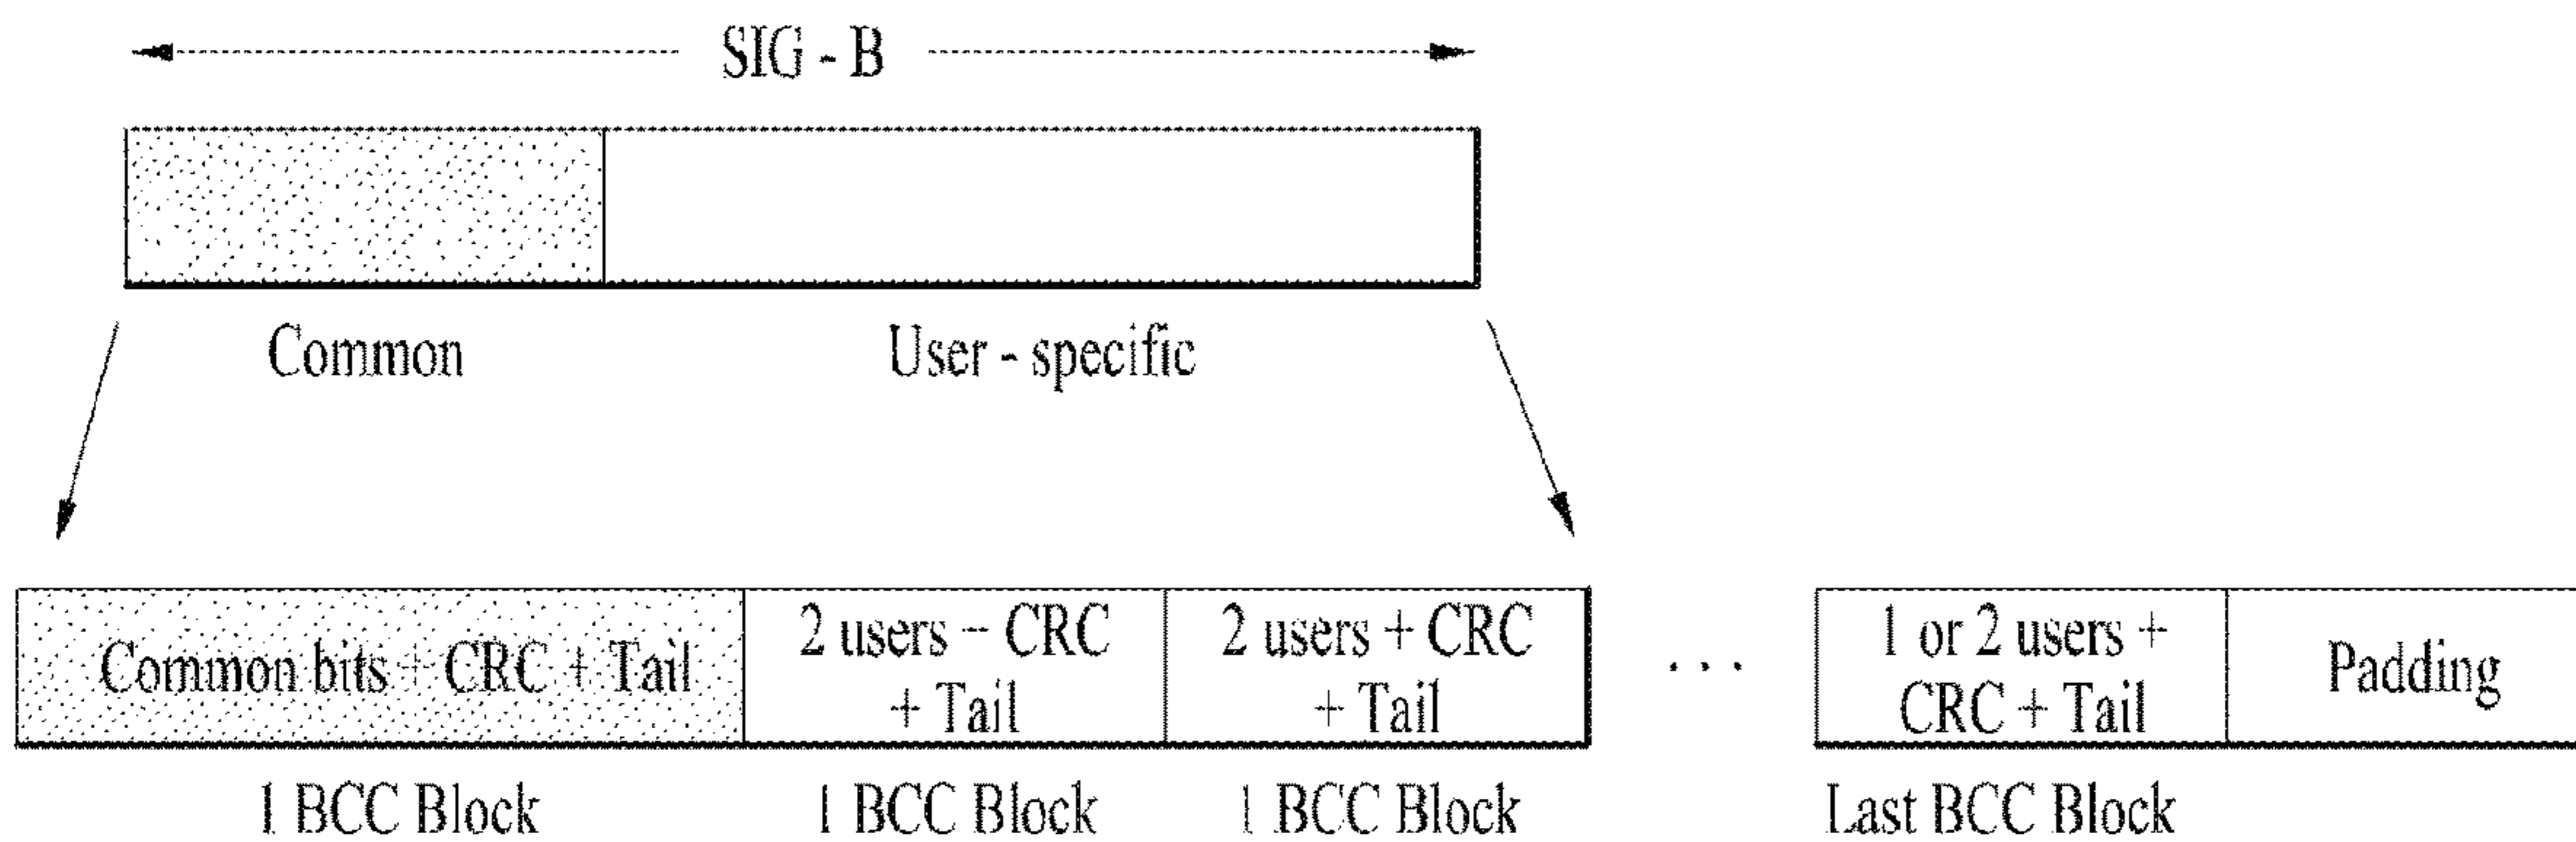 SIG - B
Common
User - specific
Common bits + CRC + Tail
2 users - CRC
+ Tail
2 users + CRC
+ Tail
. . .
1 or 2 users +
CRC + Tail
Padding
1 BCC Block
1 BCC Block
1 BCC Block
Last BCC Block